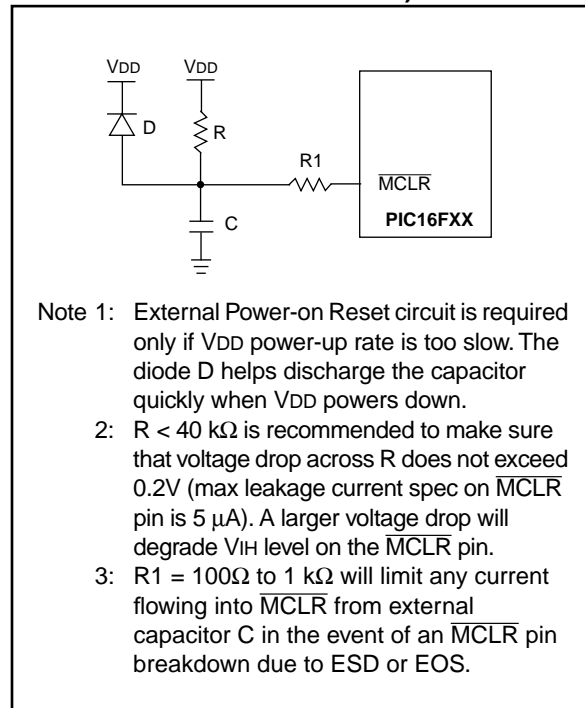 VDD VDD
D
R
R1
MCLR
PIC16FXX
C
Note 1: External Power-on Reset circuit is required
only if VDD power-up rate is too slow. The
diode D helps discharge the capacitor
quickly when VDD powers down.
2: R < 40 kΩ is recommended to make sure
that voltage drop across R does not exceed
0.2V (max leakage current spec on MCLR
pin is 5 μA). A larger voltage drop will
degrade VIH level on the MCLR pin.
3: R1 = 100Ω to 1 kΩ will limit any current
flowing into MCLR from external
capacitor C in the event of an MCLR pin
breakdown due to ESD or EOS.